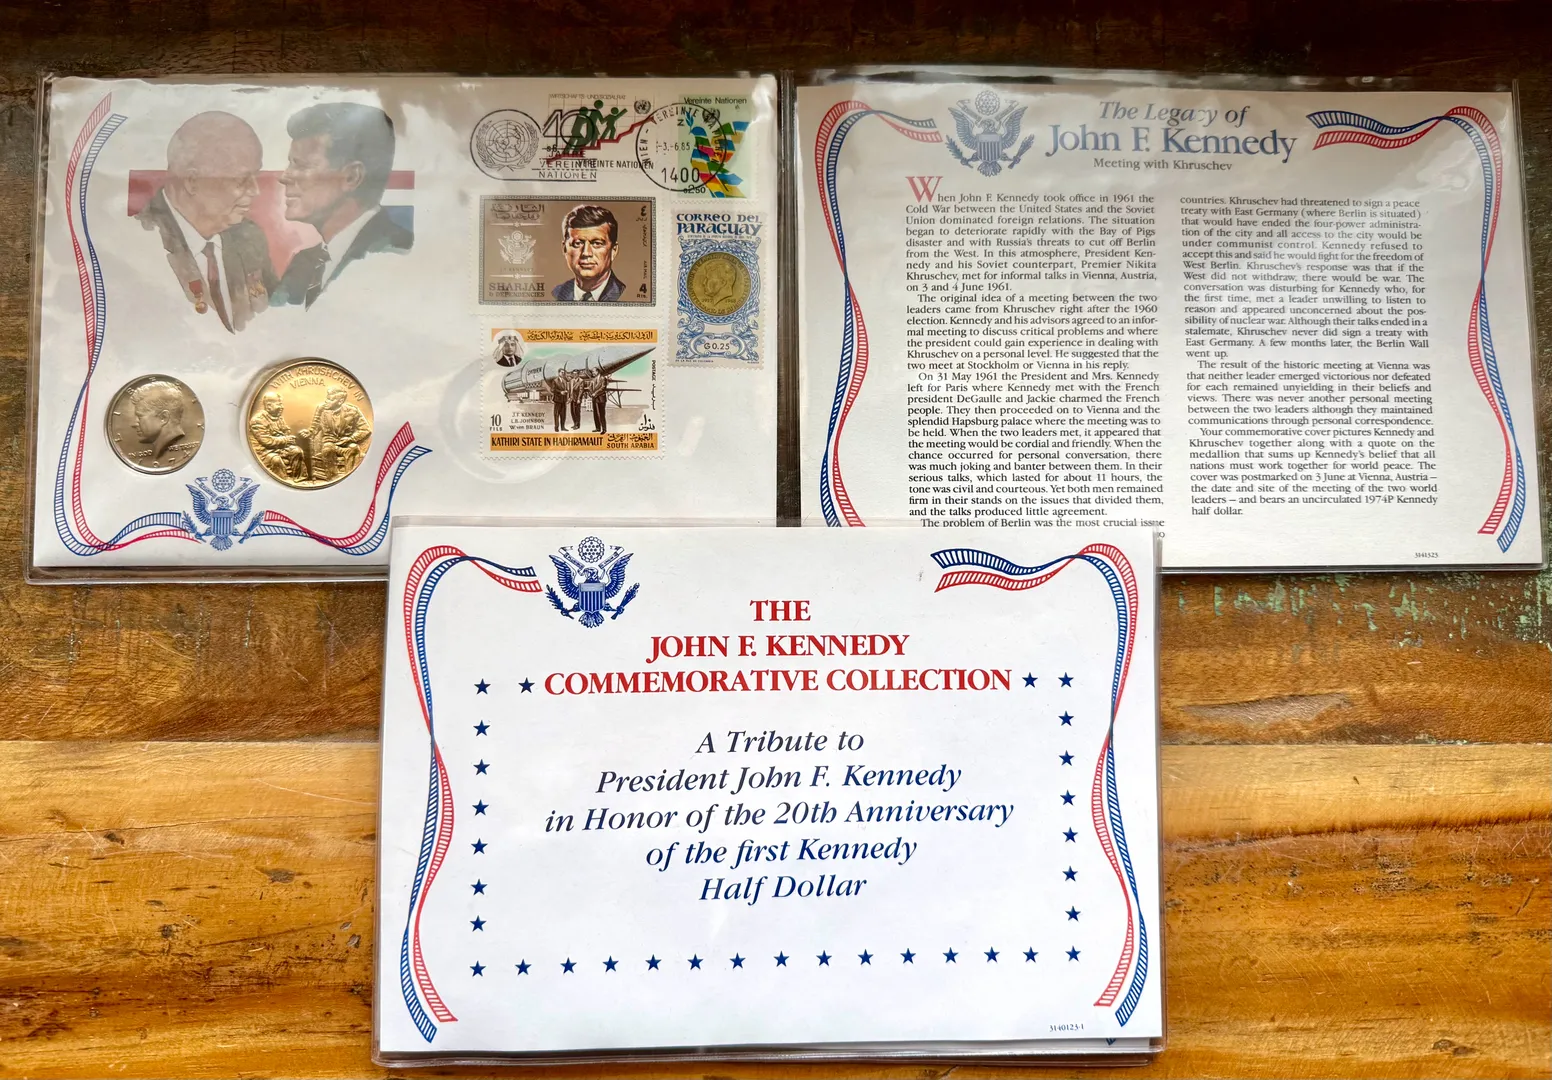 WIRTSCHAFTS- UND SOZIALRAT
40
JAHRE
VEREINTE
NATIONEN
VEREINTE NATIONEN
Vereinte Nationen
VEREINTE
WIEN
-3.-6.85
1400
s2.50
SHARJAH
& DEPENDENCIES
٤
4
CORREO DEL
PARAGUAY
G 0.25
10
FILS
J.F. KENNEDY
L.B. JOHNSON
W. von BRAUN
POSTAGE
KATHIRI STATE IN HADHRAMAUT
SOUTH ARABIA
WITH KHRUSHCHEV IN
VIENNA
The Legacy of
John F. Kennedy
Meeting with Khruschev
When John F. Kennedy took office in 1961 the
Cold War between the United States and the Soviet
Union dominated foreign relations. The situation
began to deteriorate rapidly with the Bay of Pigs
disaster and with Russia's threats to cut off Berlin
from the West. In this atmosphere, President Ken-
nedy and his Soviet counterpart, Premier Nikita
Khruschev, met for informal talks in Vienna, Austria,
on 3 and 4 June 1961.
The original idea of a meeting between the two
leaders came from Khruschev right after the 1960
election. Kennedy and his advisors agreed to an infor-
mal meeting to discuss critical problems and where
the president could gain experience in dealing with
Khruschev on a personal level. He suggested that the
two meet at Stockholm or Vienna in his reply.
On 31 May 1961 the President and Mrs. Kennedy
left for Paris where Kennedy met with the French
president DeGaulle and Jackie charmed the French
people. They then proceeded on to Vienna and the
splendid Hapsburg palace where the meeting was to
be held. When the two leaders met, it appeared that
the meeting would be cordial and friendly. When the
chance occurred for personal conversation, there
was much joking and banter between them. In their
serious talks, which lasted for about 11 hours, the
tone was civil and courteous. Yet both men remained
firm in their stands on the issues that divided them,
and the talks produced little agreement.
The problem of Berlin was the most crucial issue
countries. Khruschev had threatened to sign a peace
treaty with East Germany (where Berlin is situated)
that would have ended the four-power administra-
tion of the city and all access to the city would be
under communist control. Kennedy refused to
accept this and said he would fight for the freedom of
West Berlin. Khruschev's response was that if the
West did not withdraw, there would be war. The
conversation was disturbing for Kennedy who, for
the first time, met a leader unwilling to listen to
reason and appeared unconcerned about the pos-
sibility of nuclear war. Although their talks ended in a
stalemate, Khruschev never did sign a treaty with
East Germany. A few months later, the Berlin Wall
went up.
The result of the historic meeting at Vienna was
that neither leader emerged victorious nor defeated
for each remained unyielding in their beliefs and
views. There was never another personal meeting
between the two leaders although they maintained
communications through personal correspondence.
Your commemorative cover pictures Kennedy and
Khruschev together along with a quote on the
medallion that sums up Kennedy's belief that all
nations must work together for world peace. The
cover was postmarked on 3 June at Vienna, Austria —
the date and site of the meeting of the two world
leaders — and bears an uncirculated 1974P Kennedy
half dollar.
3141323
THE
JOHN F. KENNEDY
COMMEMORATIVE COLLECTION
A Tribute to
President John F. Kennedy
in Honor of the 20th Anniversary
of the first Kennedy
Half Dollar
3140123-1